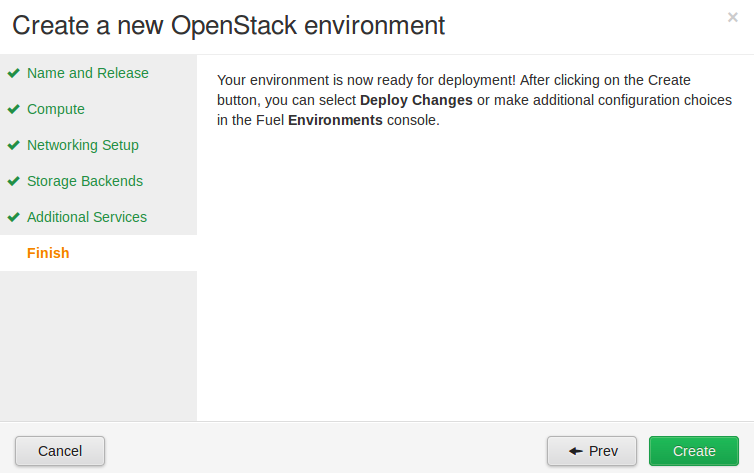 Create a new OpenStack environment
×
Name and Release
Compute
Networking Setup
Storage Backends
Additional Services
Finish
Your environment is now ready for deployment! After clicking on the Create
button, you can select Deploy Changes or make additional configuration choices
in the Fuel Environments console.
Cancel
Prev
Create